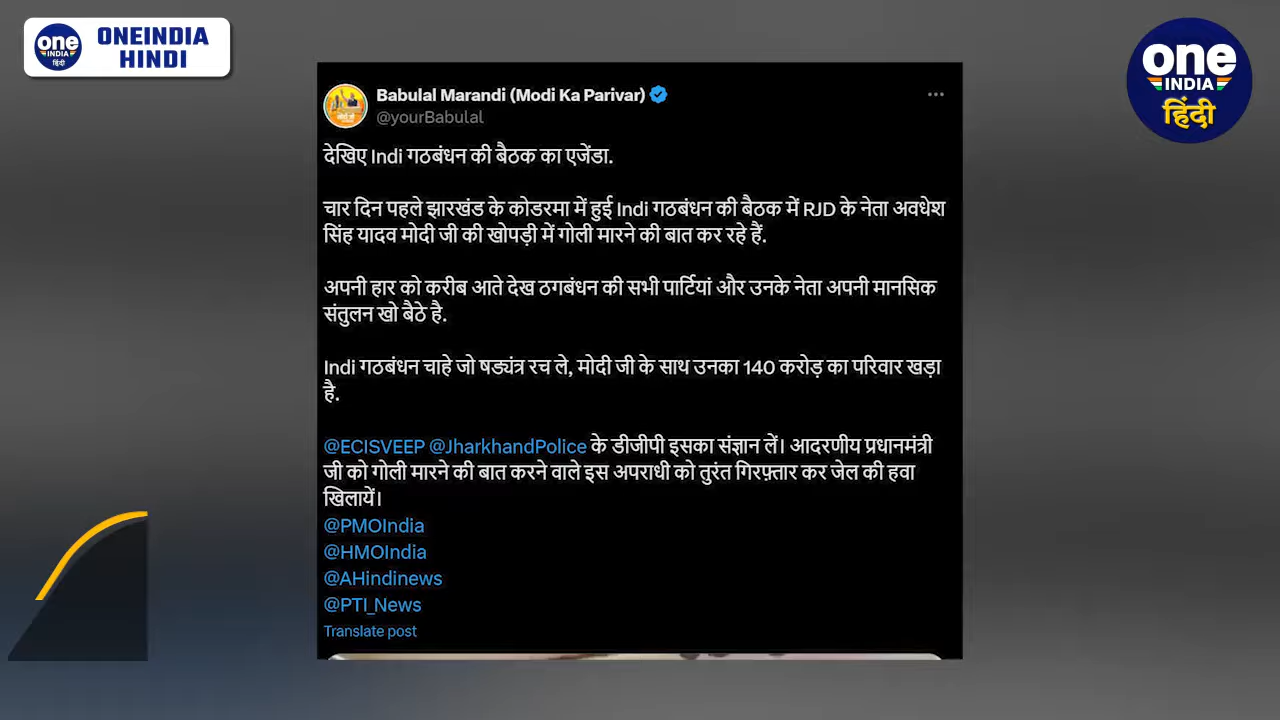 one
INDIA
हिंदी
ONEINDIA
HINDI
one
INDIA
हिंदी
Babulal Marandi (Modi Ka Parivar)
@yourBabulal
देखिए Indi गठबंधन की बैठक का एजेंडा.
चार दिन पहले झारखंड के कोडरमा में हुई Indi गठबंधन की बैठक में RJD के नेता अवधेश
सिंह यादव मोदी जी की खोपड़ी में गोली मारने की बात कर रहे हैं.
अपनी हार को करीब आते देख ठगबंधन की सभी पार्टियां और उनके नेता अपनी मानसिक
संतुलन खो बैठे है.
Indi गठबंधन चाहे जो षड्यंत्र रच ले, मोदी जी के साथ उनका 140 करोड़ का परिवार खड़ा
है.
@ECISVEEP @JharkhandPolice के डीजीपी इसका संज्ञान लें। आदरणीय प्रधानमंत्री
जी को गोली मारने की बात करने वाले इस अपराधी को तुरंत गिरफ़्तार कर जेल की हवा
खिलायें।
@PMOIndia
@HMOIndia
@AHindinews
@PTI_News
Translate post